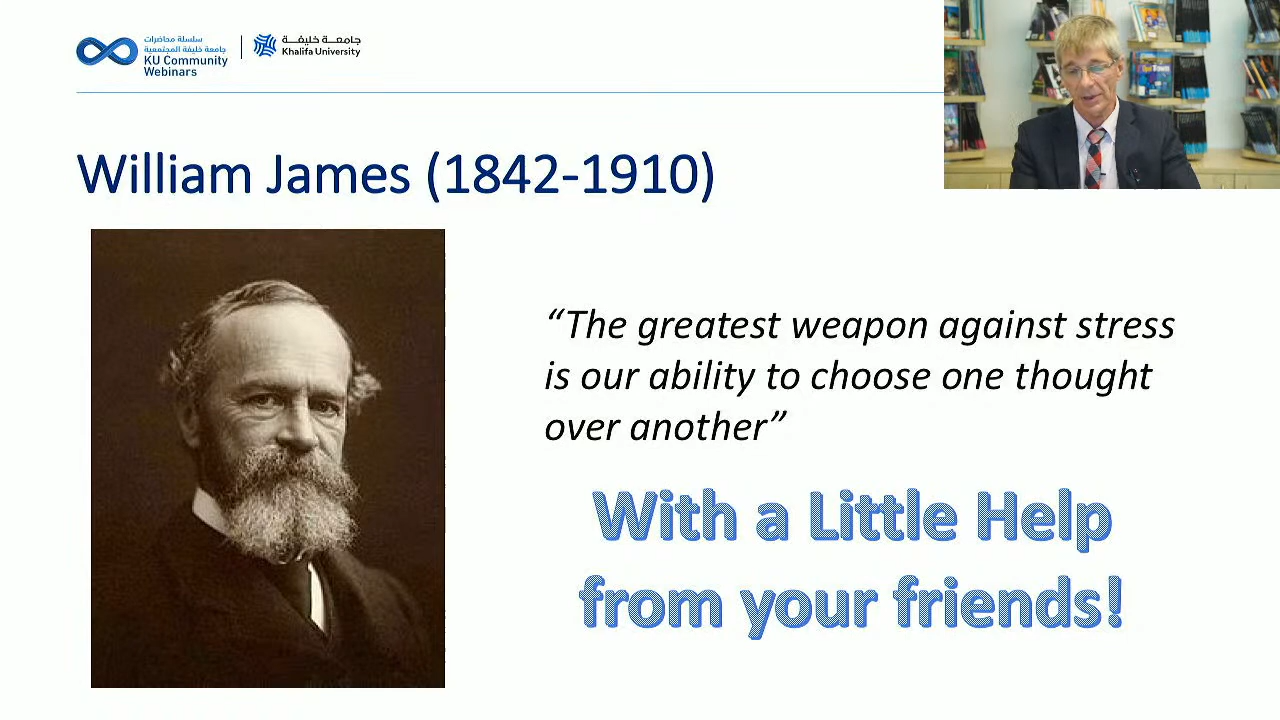 سلسلة محاضرات
جامعة خليفة المجتمعية
KU Community
Webinars
جامعــة خليفــة
Khalifa University
William James (1842-1910)
“The greatest weapon against stress
is our ability to choose one thought
over another”
With a Little Help
from your friends!